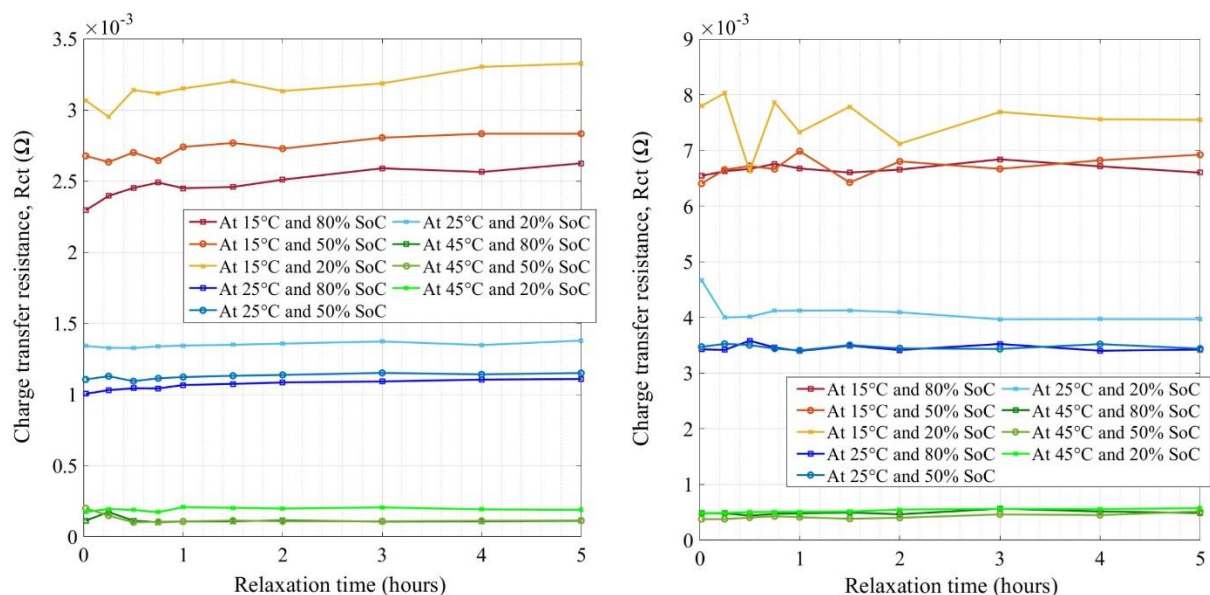 ×10⁻³
3.5
3
2.5
2
1.5
1
0.5
0
Charge transfer resistance, Rct (Ω)
At 15°C and 80% SoC
At 15°C and 50% SoC
At 15°C and 20% SoC
At 25°C and 80% SoC
At 25°C and 50% SoC
At 25°C and 20% SoC
At 45°C and 80% SoC
At 45°C and 50% SoC
At 45°C and 20% SoC
0 1 2 3 4 5
Relaxation time (hours)
×10⁻³
9
8
7
6
5
4
3
2
1
0
Charge transfer resistance, Rct (Ω)
At 15°C and 80% SoC
At 15°C and 50% SoC
At 15°C and 20% SoC
At 25°C and 80% SoC
At 25°C and 50% SoC
At 25°C and 20% SoC
At 45°C and 80% SoC
At 45°C and 50% SoC
At 45°C and 20% SoC
0 1 2 3 4 5
Relaxation time (hours)